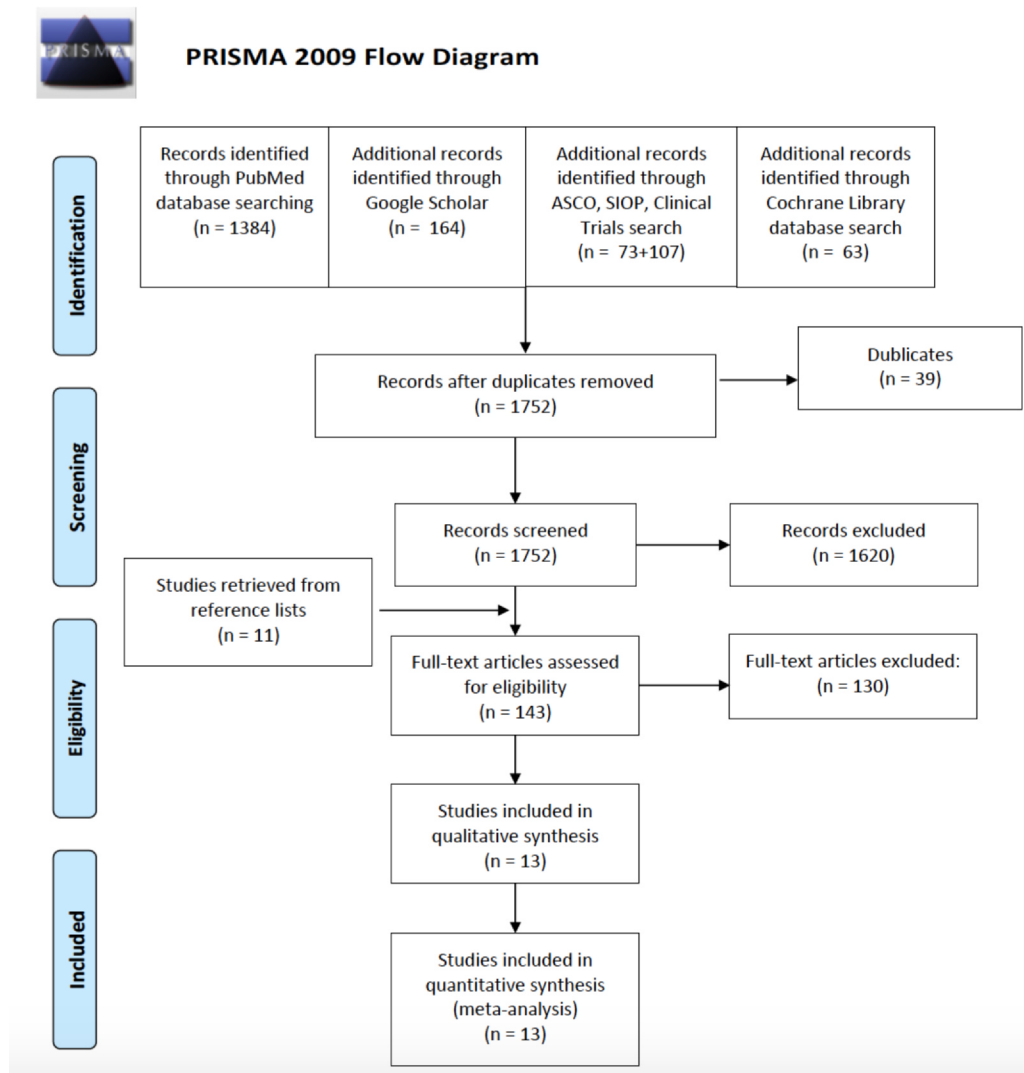 PRISMA
PRISMA 2009 Flow Diagram
Identification
Records identified
through PubMed
database searching
(n = 1384)
Additional records
identified through
Google Scholar
(n =  164)
Additional records
identified through
ASCO, SIOP, Clinical
Trials search
(n =  73+107)
Additional records
identified through
Cochrane Library
database search
(n =  63)
Records after duplicates removed
(n = 1752)
Dublicates
(n = 39)
Screening
Records screened
(n = 1752)
Records excluded
(n = 1620)
Studies retrieved from
reference lists
(n = 11)
Eligibility
Full-text articles assessed
for eligibility
(n = 143)
Full-text articles excluded:
(n = 130)
Studies included in
qualitative synthesis
(n = 13)
Included
Studies included in
quantitative synthesis
(meta-analysis)
(n = 13)